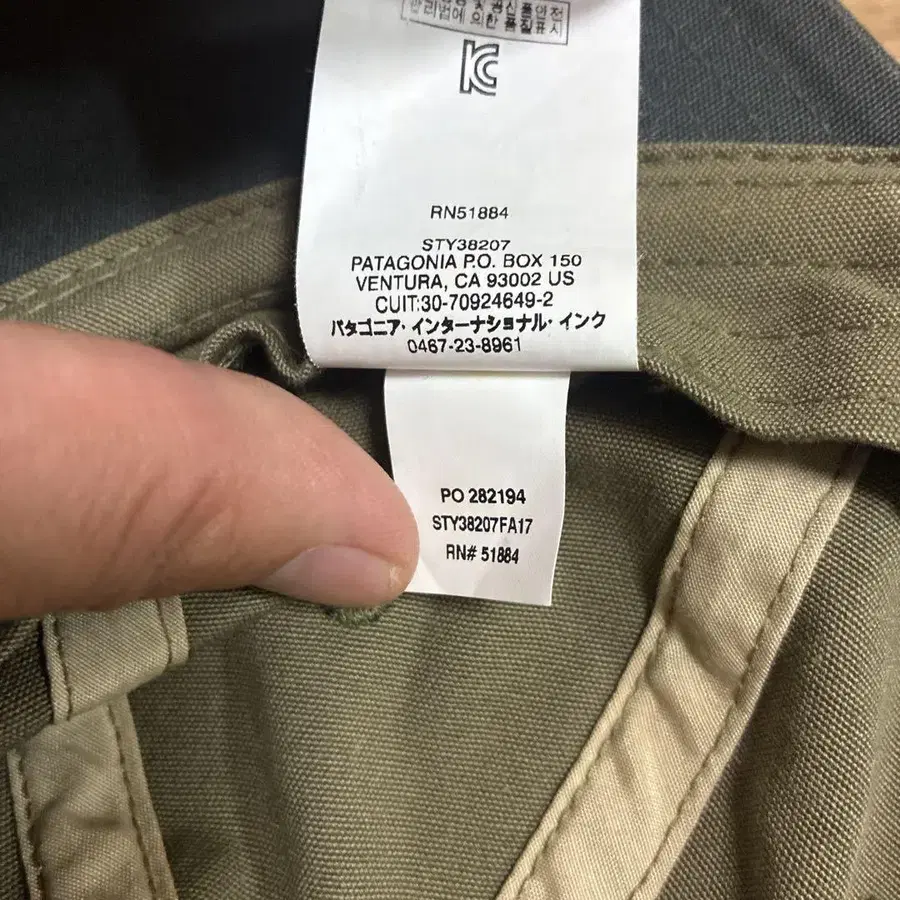 KC
RN51884
STY38207
PATAGONIA P.O. BOX 150
VENTURA, CA 93002 US
CUIT:30-70924649-2
パタゴニア・インターナショナル・インク
0467-23-8961
PO 282194
STY38207FA17
RN# 51884